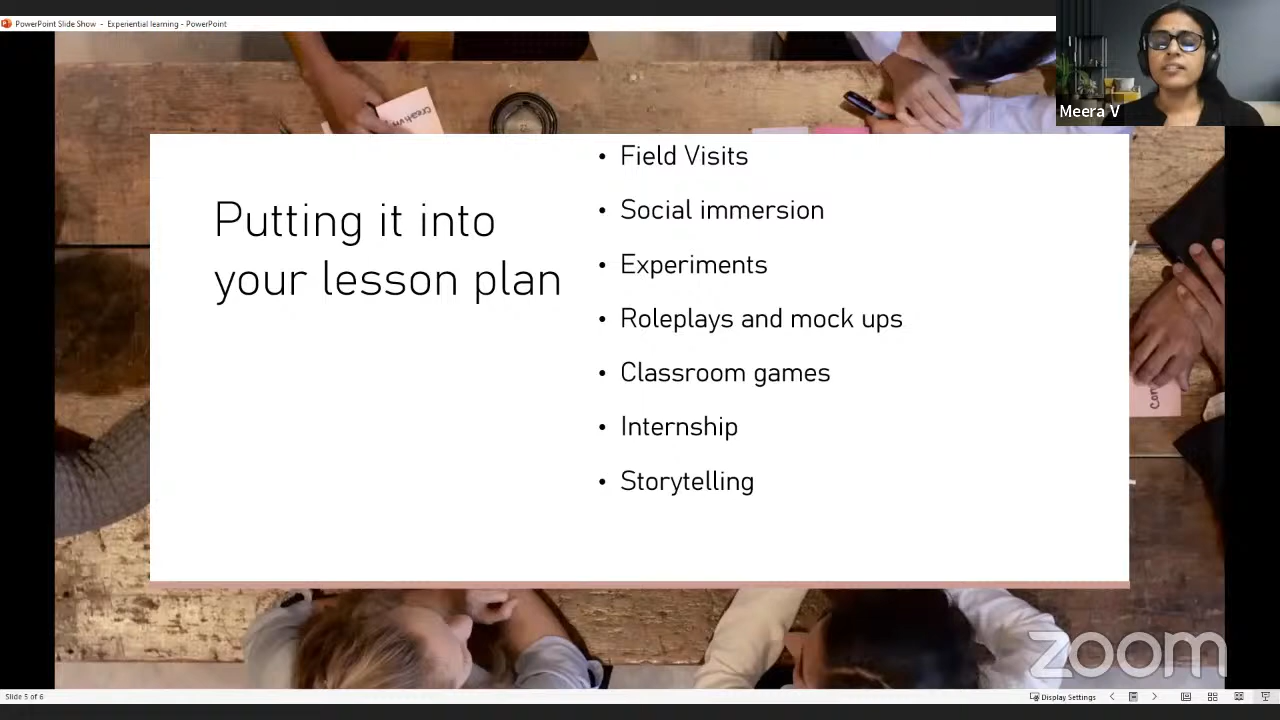 PowerPoint Slide Show - Experiential learning - PowerPoint
Meera V
Putting it into
your lesson plan
• Field Visits
• Social immersion
• Experiments
• Roleplays and mock ups
• Classroom games
• Internship
• Storytelling
zoom
Slide 5 of 6
Display Settings